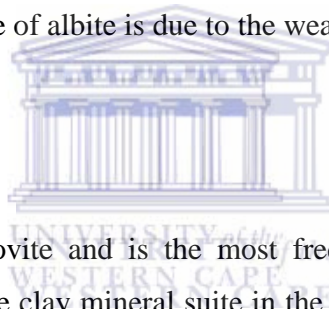 e of albite is due to the wea
UNIVERSITY of the
ovite and is the most freq
WESTERN CAPE
e clay mineral suite in the